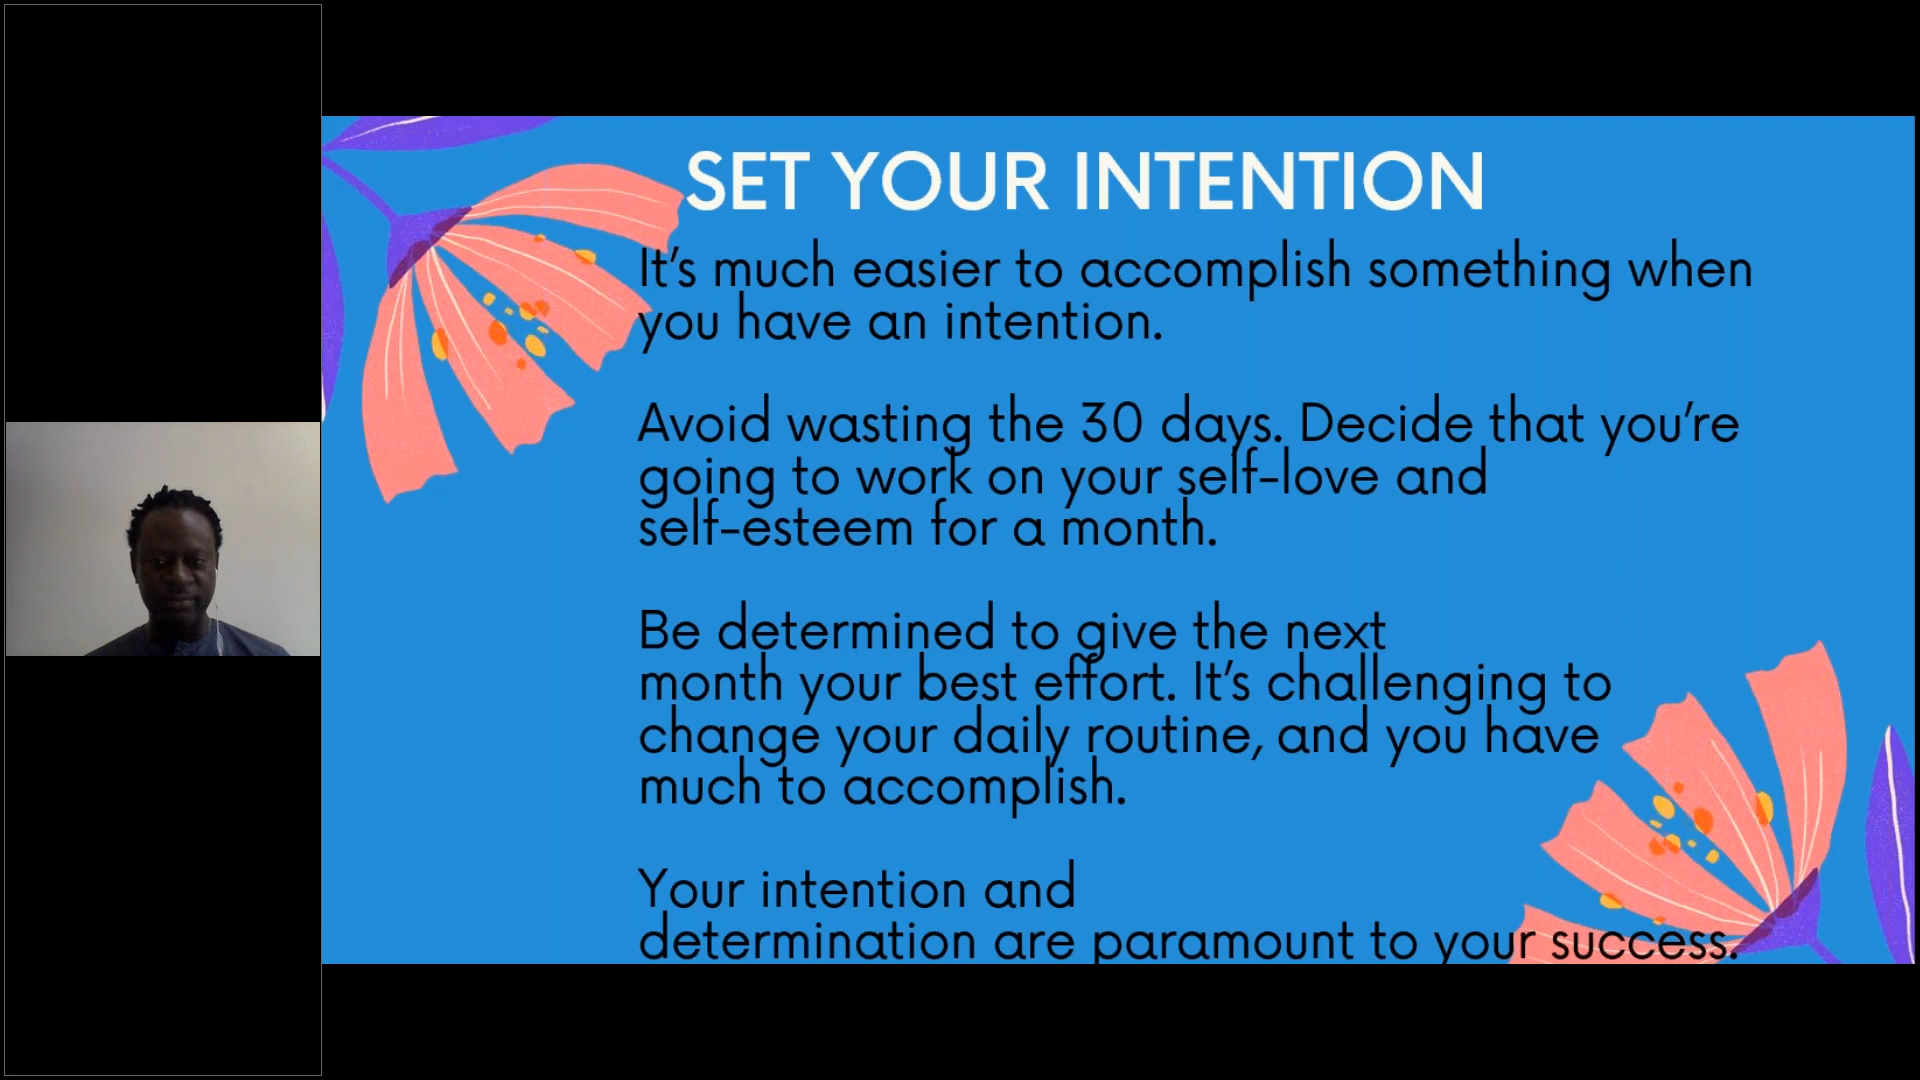 SET YOUR INTENTION
It’s much easier to accomplish something when
you have an intention.
Avoid wasting the 30 days. Decide that you’re
going to work on your self-love and
self-esteem for a month.
Be determined to give the next
month your best effort. It’s challenging to
change your daily routine, and you have
much to accomplish.
Your intention and
determination are paramount to your success.